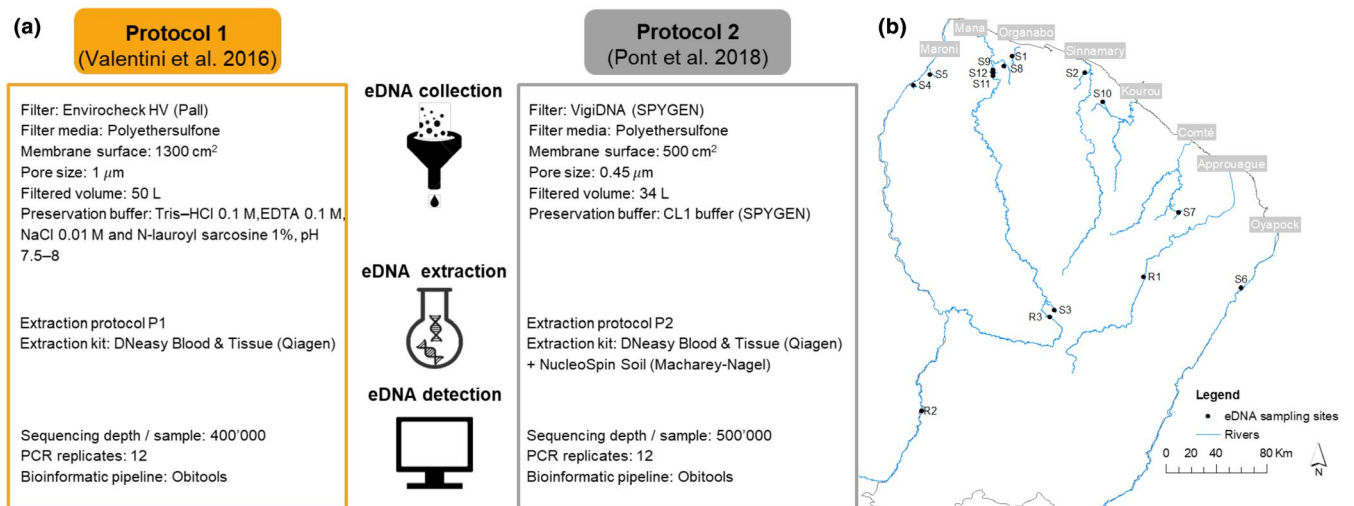 (a)
Protocol 1
(Valentini et al. 2016)
Filter: Envirocheck HV (Pall)
Filter media: Polyethersulfone
Membrane surface: 1300 cm²
Pore size: 1 µm
Filtered volume: 50 L
Preservation buffer: Tris–HCl 0.1 M,EDTA 0.1 M,
NaCl 0.01 M and N-lauroyl sarcosine 1%, pH
7.5–8
Extraction protocol P1
Extraction kit: DNeasy Blood & Tissue (Qiagen)
Sequencing depth / sample: 400'000
PCR replicates: 12
Bioinformatic pipeline: Obitools
eDNA collection
eDNA extraction
eDNA detection
Protocol 2
(Pont et al. 2018)
Filter: VigiDNA (SPYGEN)
Filter media: Polyethersulfone
Membrane surface: 500 cm²
Pore size: 0.45 µm
Filtered volume: 34 L
Preservation buffer: CL1 buffer (SPYGEN)
Extraction protocol P2
Extraction kit: DNeasy Blood & Tissue (Qiagen)
+ NucleoSpin Soil (Macharey-Nagel)
Sequencing depth / sample: 500'000
PCR replicates: 12
Bioinformatic pipeline: Obitools
(b)
Mana
Organabo
Maroni
Sinnamary
S1
S9
S8
S12
S11
S5
S4
S2
S10
Kourou
Comté
Approuague
S7
Oyapock
R1
S6
S3
R3
R2
Legend
eDNA sampling sites
Rivers
0 20 40 80 Km
N